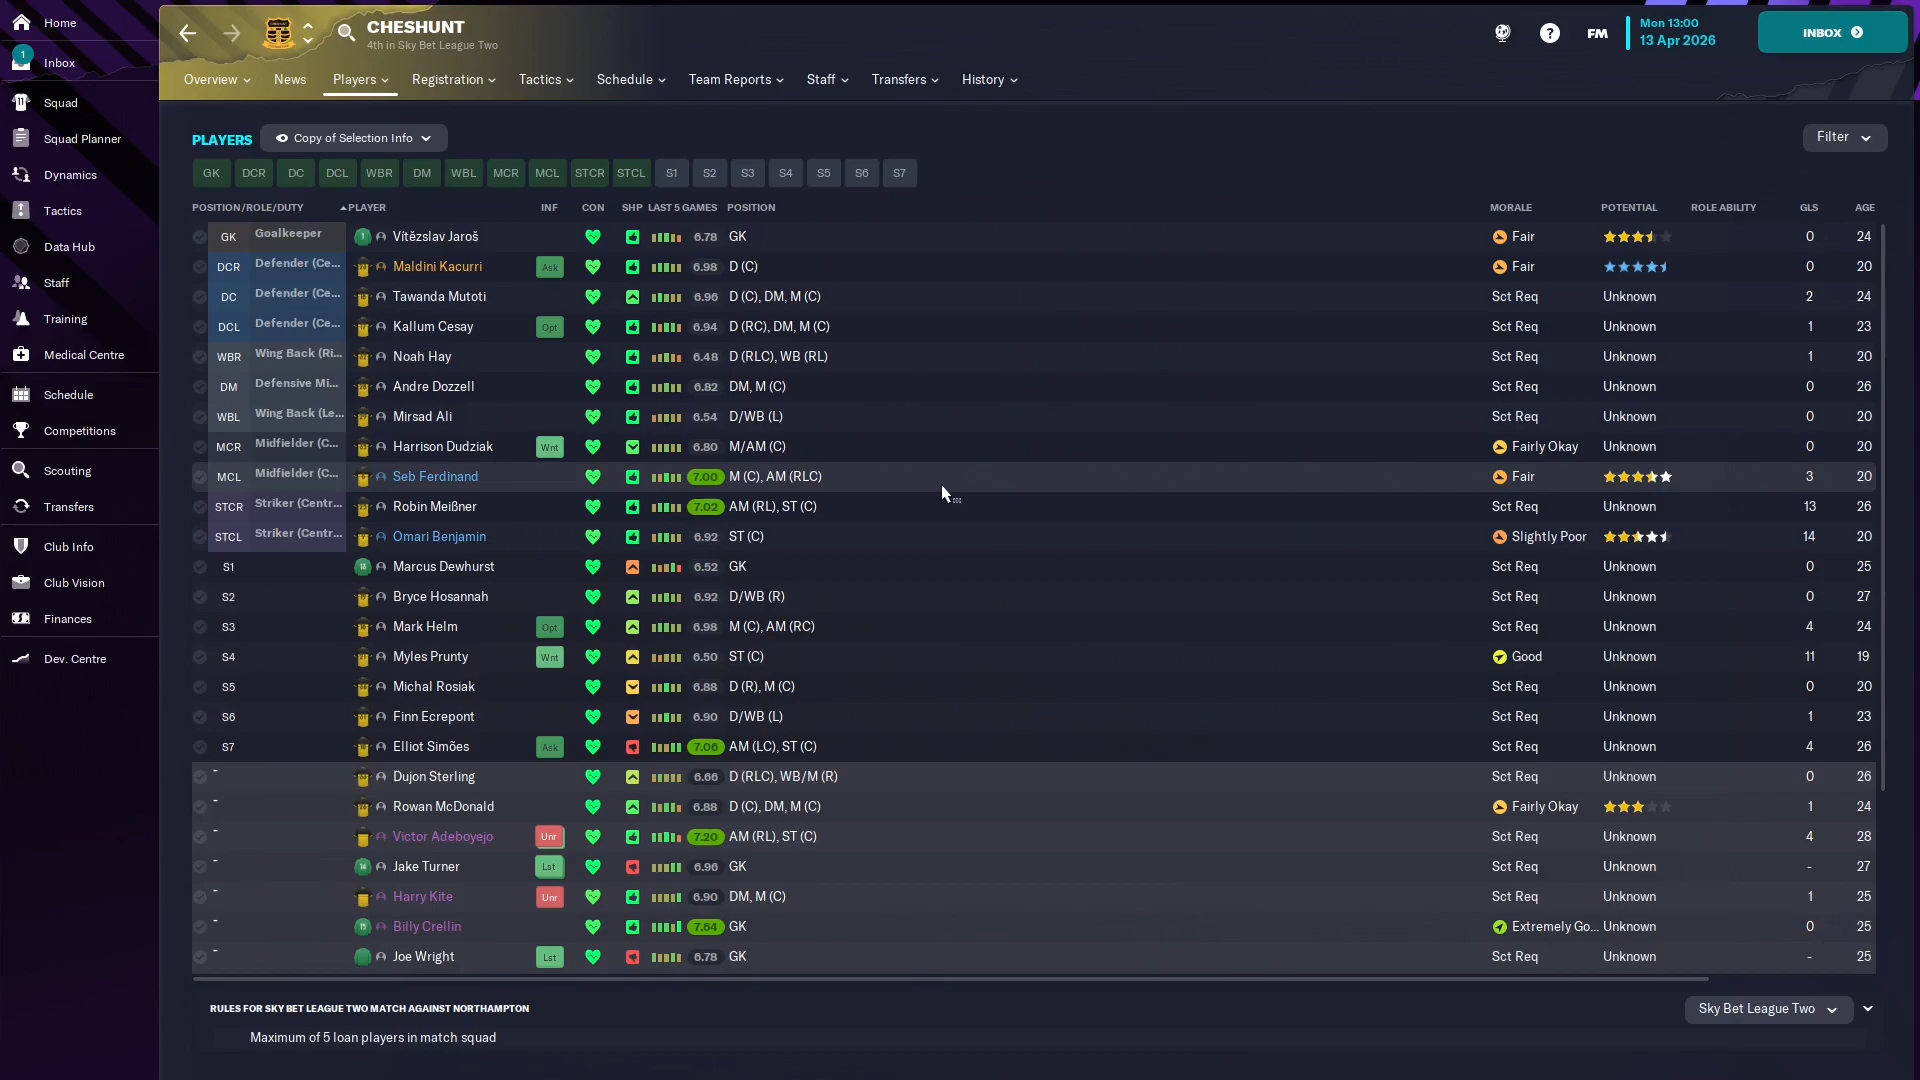 Home
CHESHUNT
4th in Sky Bet League Two
FM
Mon 13:00
13 Apr 2026
INBOX
1
Inbox
Overview
News
Players
Registration
Tactics
Schedule
Team Reports
Staff
Transfers
History
Squad
Squad Planner
Dynamics
Tactics
Data Hub
Staff
Training
Medical Centre
Schedule
Competitions
Scouting
Transfers
Club Info
Club Vision
Finances
Dev. Centre
PLAYERS
Copy of Selection Info
Filter
GK DCR DC DCL WBR DM WBL MCR MCL STCR STCL S1 S2 S3 S4 S5 S6 S7
POSITION/ROLE/DUTY PLAYER INF CON SHP LAST 5 GAMES POSITION MORALE POTENTIAL ROLE ABILITY GLS AGE
GK Goalkeeper Vítězslav Jaroš 6.78 GK Fair 0 24
DCR Defender (Ce... Maldini Kacurri Ask 6.98 D (C) Fair 0 20
DC Defender (Ce... Tawanda Mutoti 6.96 D (C), DM, M (C) Sct Req Unknown 2 24
DCL Defender (Ce... Kallum Cesay Opt 6.94 D (RC), DM, M (C) Sct Req Unknown 1 23
WBR Wing Back (Ri... Noah Hay 6.48 D (RLC), WB (RL) Sct Req Unknown 1 20
DM Defensive Mi... Andre Dozzell 6.82 DM, M (C) Sct Req Unknown 0 26
WBL Wing Back (Le... Mirsad Ali 6.54 D/WB (L) Sct Req Unknown 0 20
MCR Midfielder (C... Harrison Dudziak Wnt 6.80 M/AM (C) Fairly Okay Unknown 0 20
MCL Midfielder (C... Seb Ferdinand 7.00 M (C), AM (RLC) Fair 3 20
STCR Striker (Centr... Robin Meißner 7.02 AM (RL), ST (C) Sct Req Unknown 13 26
STCL Striker (Centr... Omari Benjamin 6.92 ST (C) Slightly Poor 14 20
S1 Marcus Dewhurst 6.52 GK Sct Req Unknown 0 25
S2 Bryce Hosannah 6.92 D/WB (R) Sct Req Unknown 0 27
S3 Mark Helm Opt 6.98 M (C), AM (RC) Sct Req Unknown 4 24
S4 Myles Prunty Wnt 6.50 ST (C) Good Unknown 11 19
S5 Michal Rosiak 6.88 D (R), M (C) Sct Req Unknown 0 20
S6 Finn Ecrepont 6.90 D/WB (L) Sct Req Unknown 1 23
S7 Elliot Simões Ask 7.06 AM (LC), ST (C) Sct Req Unknown 4 26
- Dujon Sterling 6.66 D (RLC), WB/M (R) Sct Req Unknown 0 26
- Rowan McDonald 6.88 D (C), DM, M (C) Fairly Okay 1 24
- Victor Adeboyejo Unr 7.20 AM (RL), ST (C) Sct Req Unknown 4 28
- Jake Turner Lst 6.96 GK Sct Req Unknown - 27
- Harry Kite Unr 6.90 DM, M (C) Sct Req Unknown 1 25
- Billy Crellin 7.64 GK Extremely Go... Unknown 0 25
- Joe Wright Lst 6.78 GK Sct Req Unknown - 25
RULES FOR SKY BET LEAGUE TWO MATCH AGAINST NORTHAMPTON
Sky Bet League Two
Maximum of 5 loan players in match squad